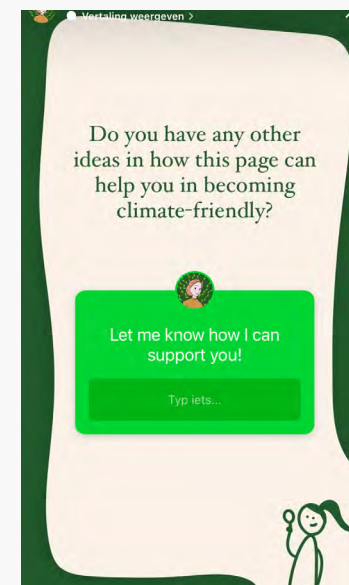 Vertaling weergeven >
Do you have any other
ideas in how this page can
help you in becoming
climate-friendly?
Let me know how I can
support you!
Typ iets...